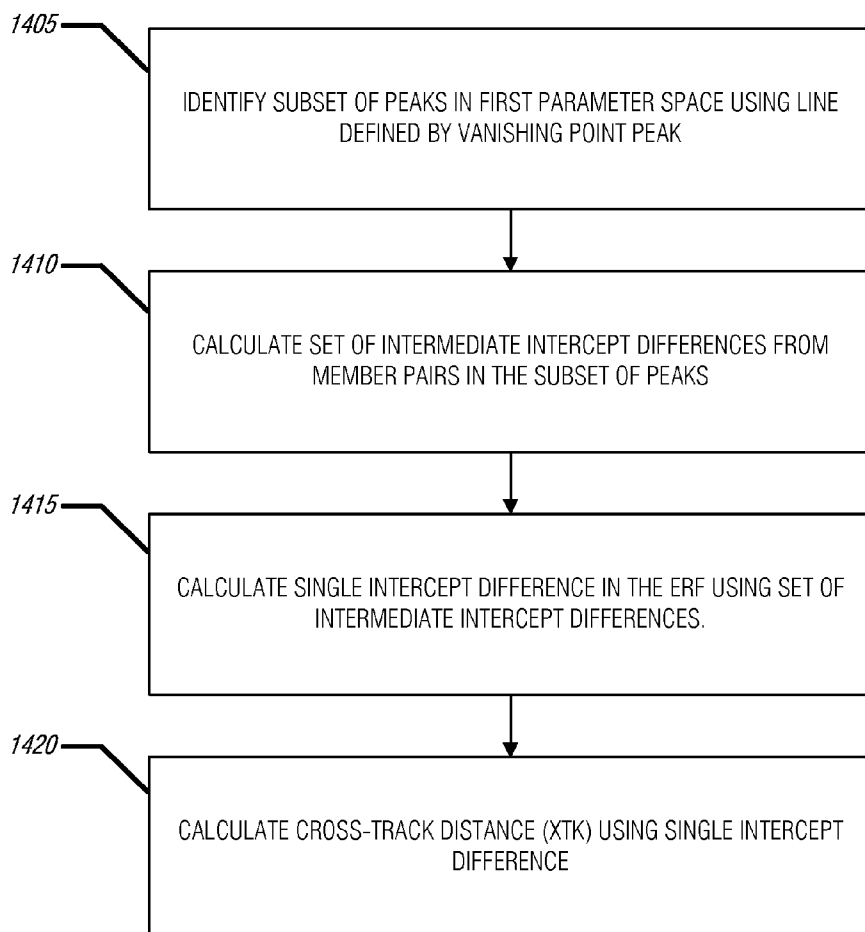 1405
IDENTIFY SUBSET OF PEAKS IN FIRST PARAMETER SPACE USING LINE
DEFINED BY VANISHING POINT PEAK
1410
CALCULATE SET OF INTERMEDIATE INTERCEPT DIFFERENCES FROM
MEMBER PAIRS IN THE SUBSET OF PEAKS
1415
CALCULATE SINGLE INTERCEPT DIFFERENCE IN THE ERF USING SET OF
INTERMEDIATE INTERCEPT DIFFERENCES.
1420
CALCULATE CROSS-TRACK DISTANCE (XTK) USING SINGLE INTERCEPT
DIFFERENCE